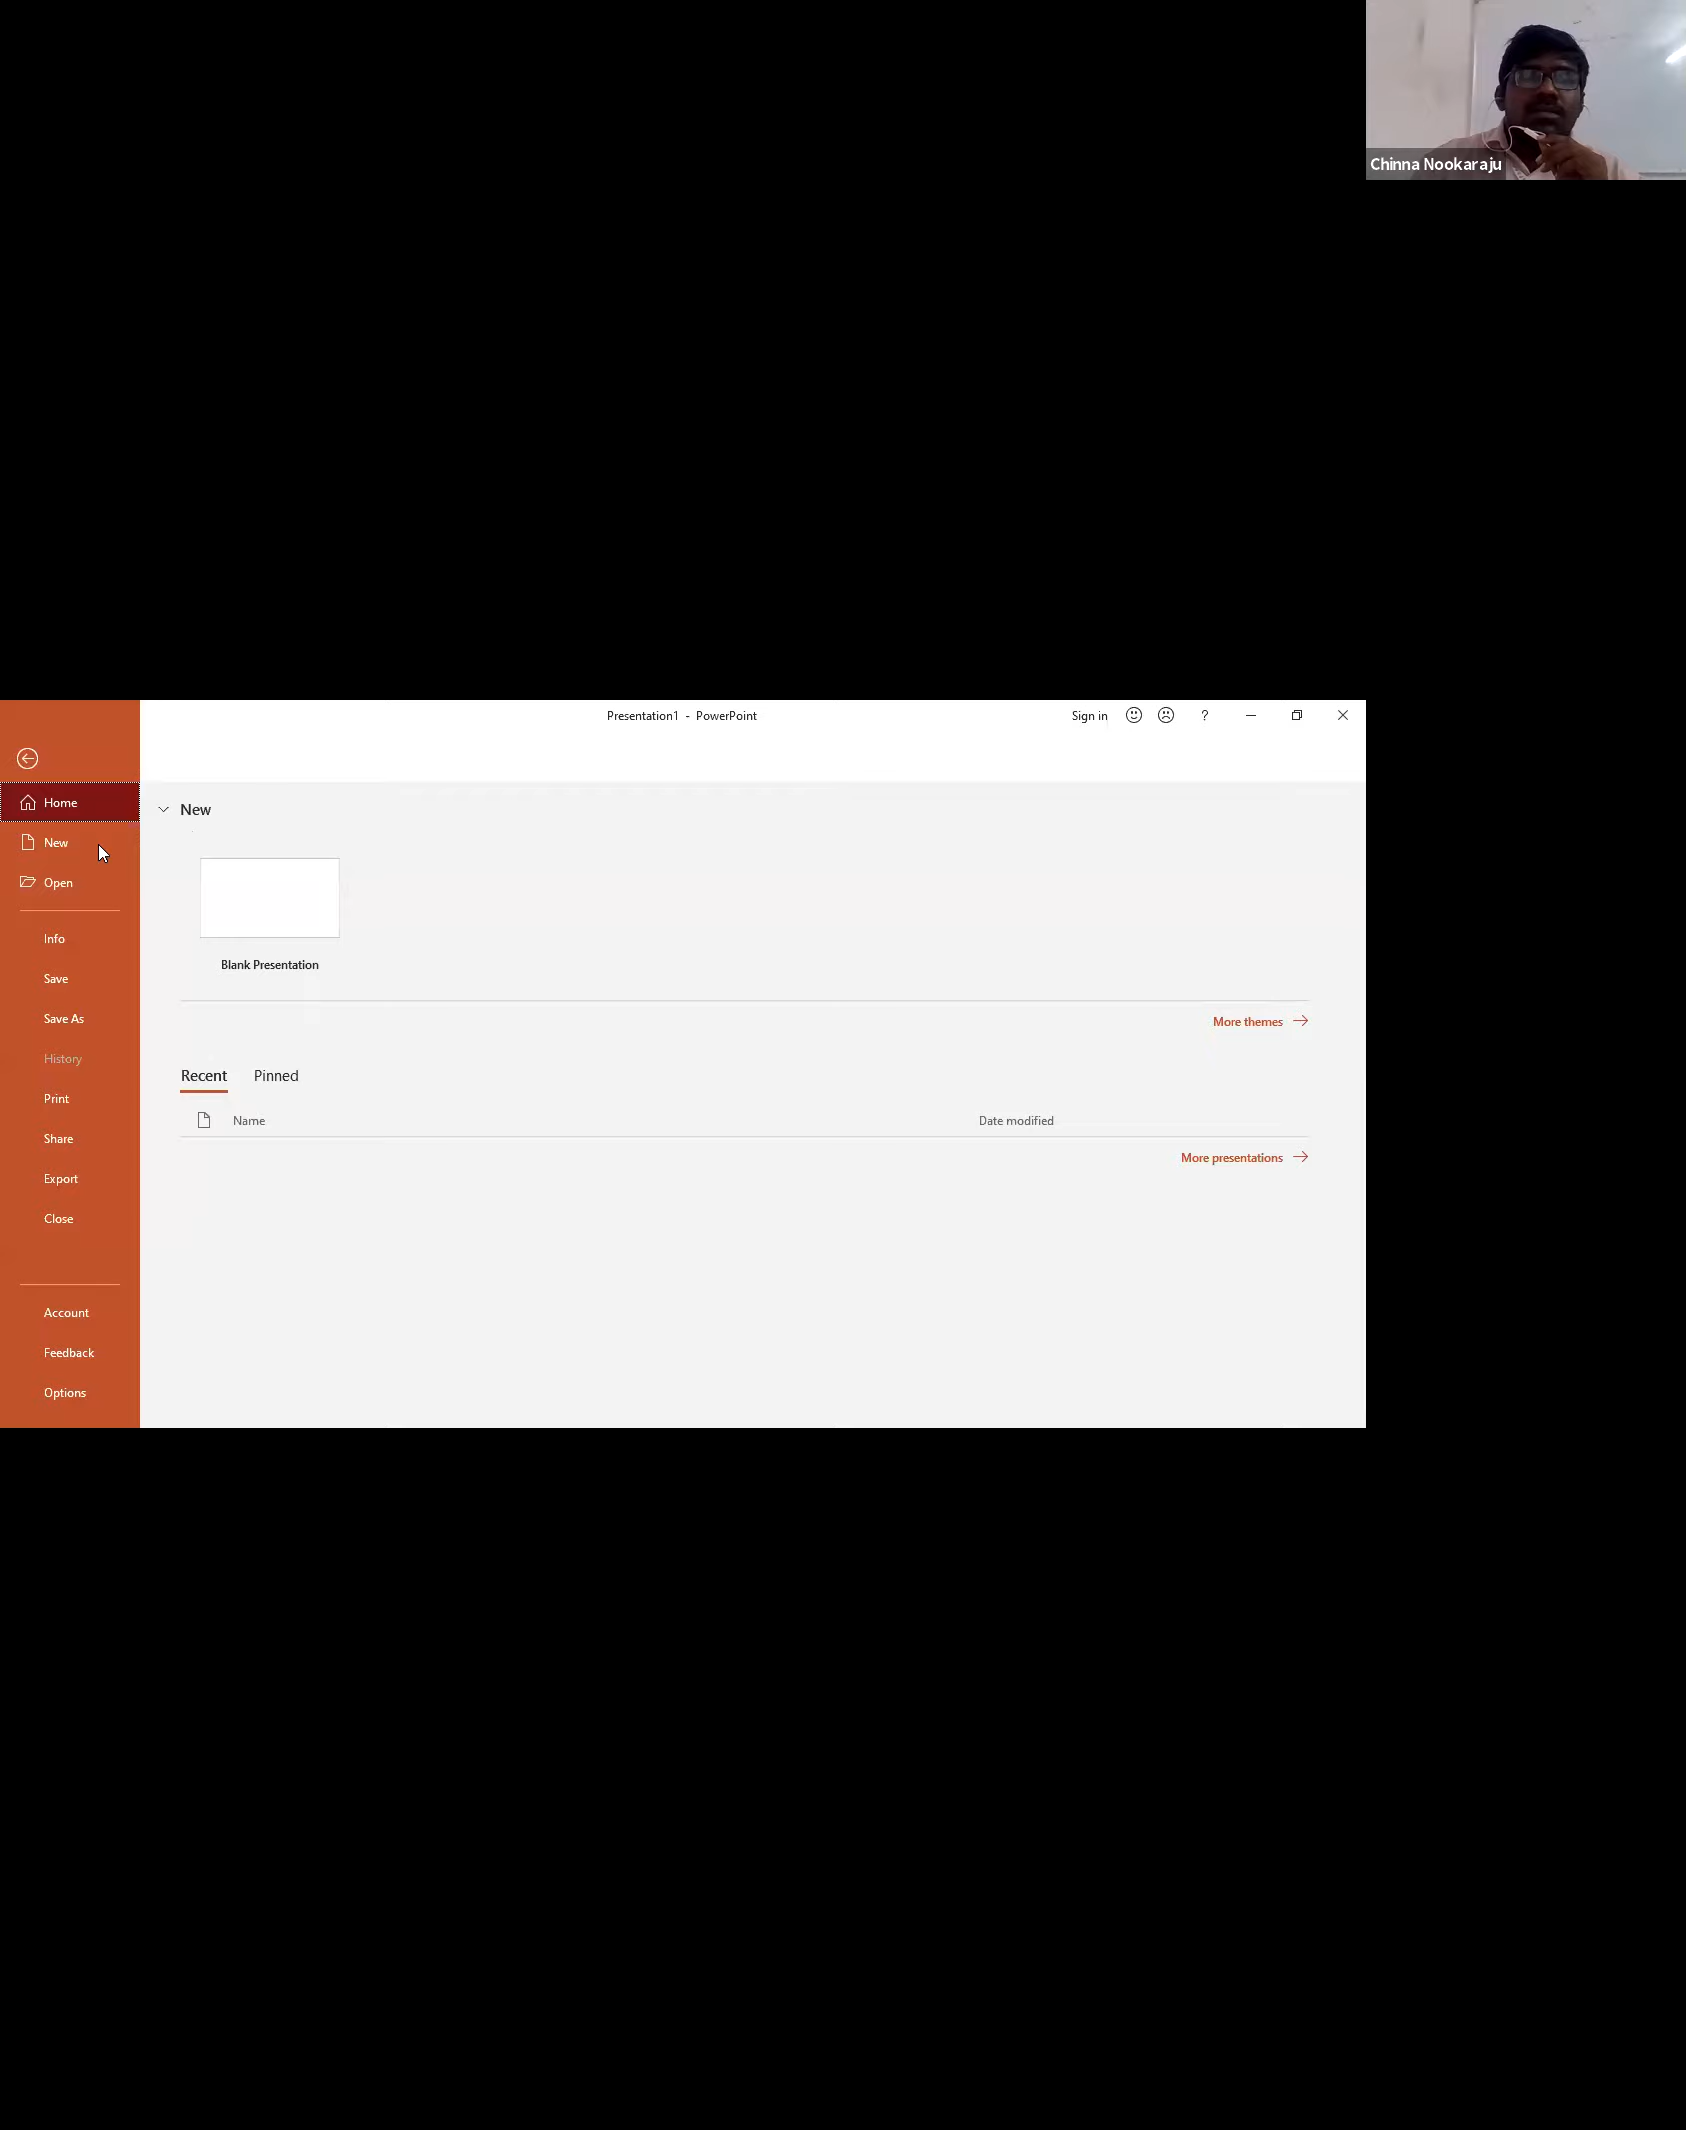 Chinna Nookaraju
Presentation1 - PowerPoint
Sign in
?
Home
New
Open
Info
Save
Save As
History
Print
Share
Export
Close
Account
Feedback
Options
New
Blank Presentation
More themes
Recent Pinned
Name Date modified
More presentations